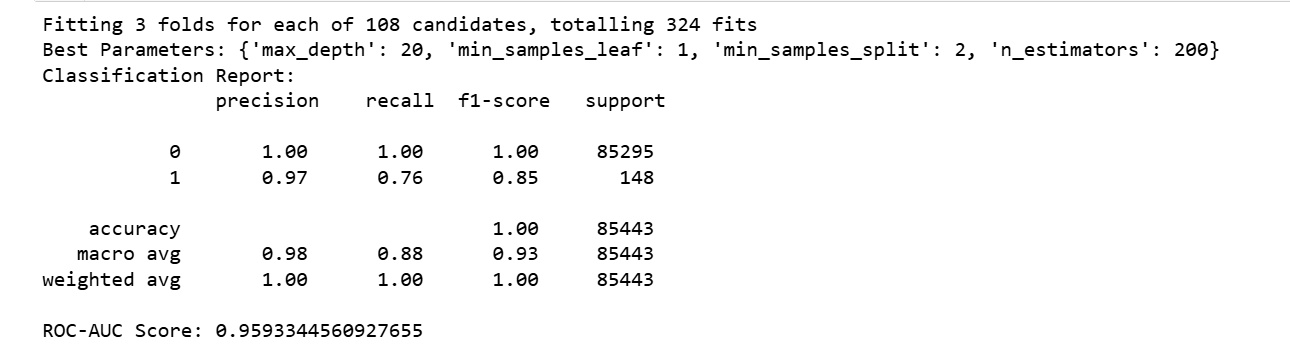 Fitting 3 folds for each of 108 candidates, totalling 324 fits
Best Parameters: {'max_depth': 20, 'min_samples_leaf': 1, 'min_samples_split': 2, 'n_estimators': 200}
Classification Report:
              precision    recall  f1-score   support

           0       1.00      1.00      1.00     85295
           1       0.97      0.76      0.85       148

    accuracy                           1.00     85443
   macro avg       0.98      0.88      0.93     85443
weighted avg       1.00      1.00      1.00     85443

ROC-AUC Score: 0.9593344560927655